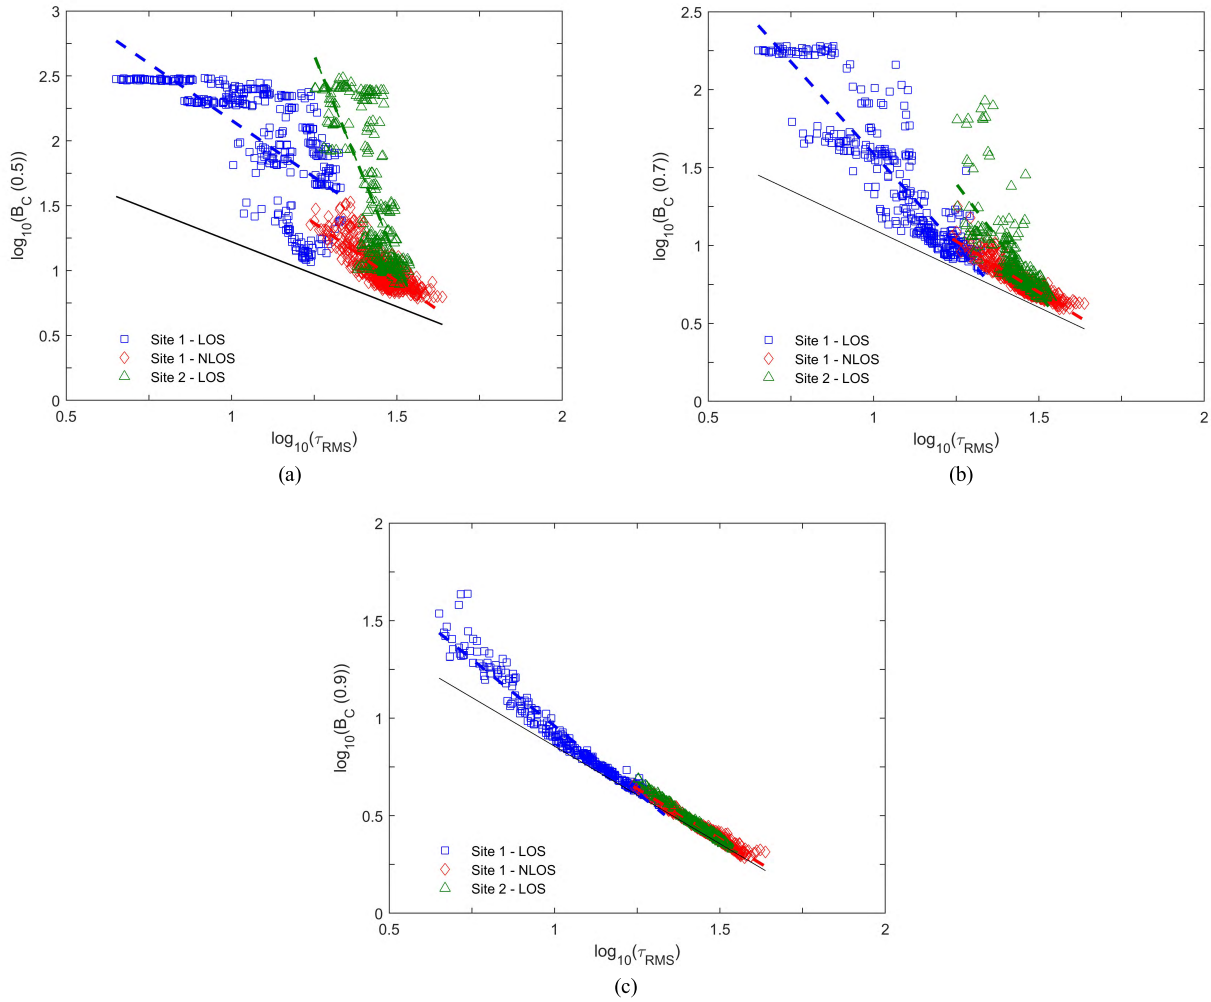 3
2.5
2
1.5
1
0.5
0
log10(BC (0.5))
Site 1 - LOS
Site 1 - NLOS
Site 2 - LOS
0.5 1 1.5 2
log10(τRMS)
(a)
2.5
2
1.5
1
0.5
0
log10(BC (0.7))
Site 1 - LOS
Site 1 - NLOS
Site 2 - LOS
0.5 1 1.5 2
log10(τRMS)
(b)
2
1.5
1
0.5
0
log10(BC (0.9))
Site 1 - LOS
Site 1 - NLOS
Site 2 - LOS
0.5 1 1.5 2
log10(τRMS)
(c)